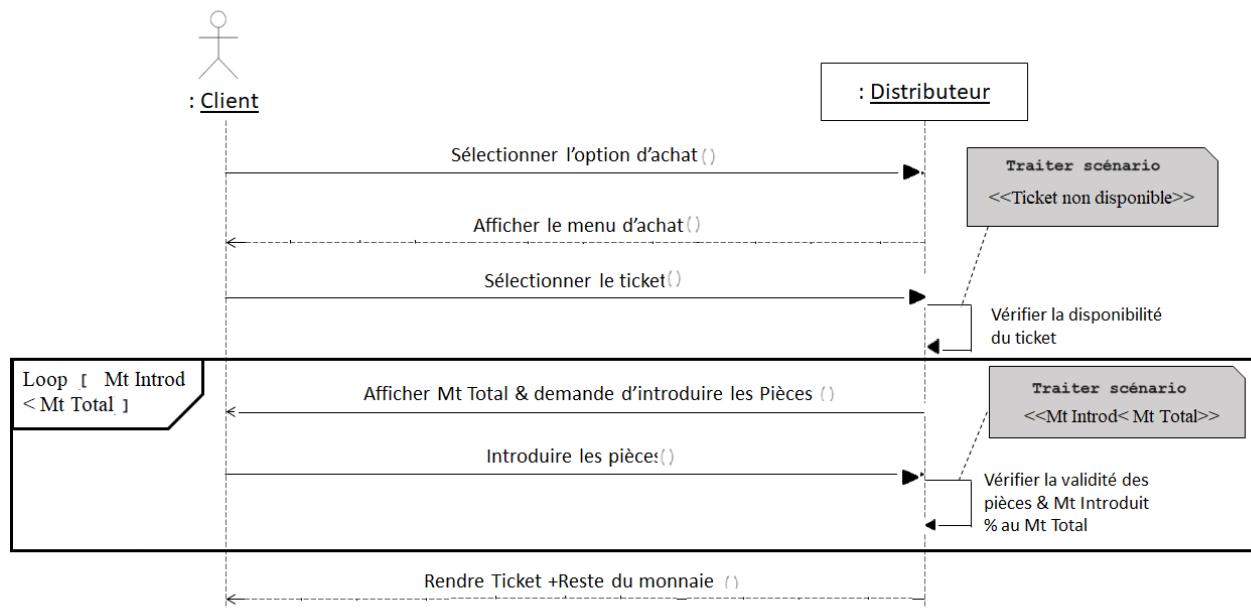 : Client
: Distributeur
Sélectionner l'option d'achat ()
Traiter scénario
<<Ticket non disponible>>
Afficher le menu d'achat()
Sélectionner le ticket()
Vérifier la disponibilité
du ticket
Loop [ Mt Introd
< Mt Total ]
Afficher Mt Total & demande d'introduire les Pièces ()
Traiter scénario
<<Mt Introd< Mt Total>>
Introduire les pièces()
Vérifier la validité des
pièces & Mt Introduit
% au Mt Total
Rendre Ticket +Reste du monnaie ()